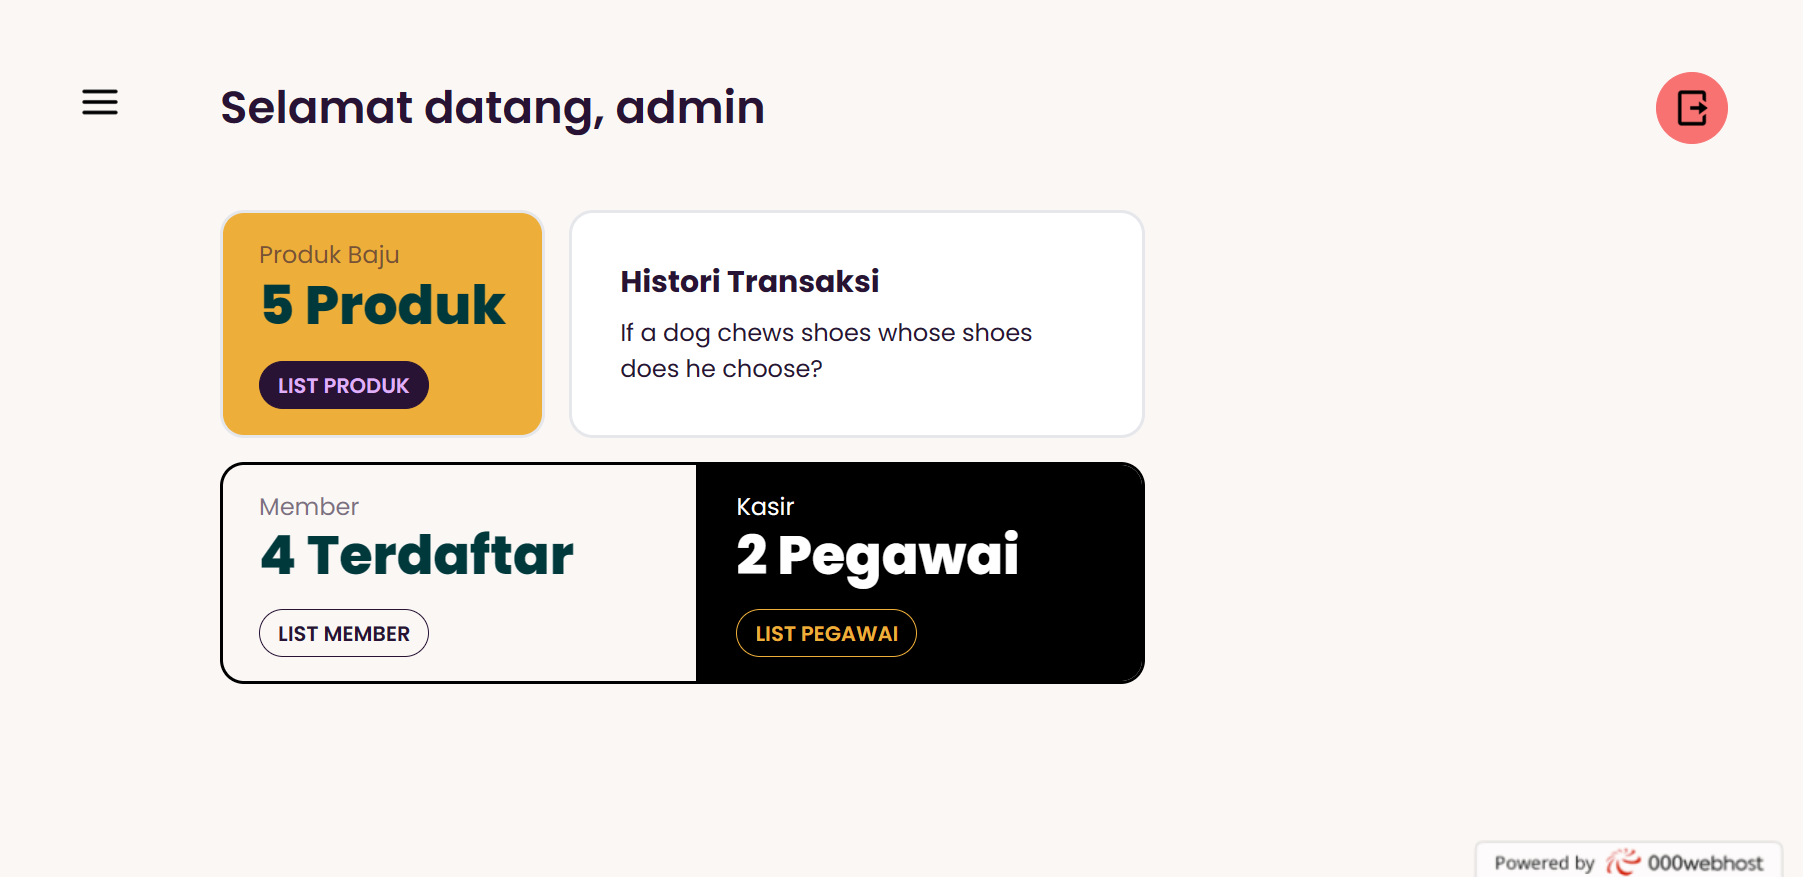 Selamat datang, admin
Produk Baju
5 Produk
LIST PRODUK
Histori Transaksi
If a dog chews shoes whose shoes
does he choose?
Member
4 Terdaftar
LIST MEMBER
Kasir
2 Pegawai
LIST PEGAWAI
Powered by 000webhost